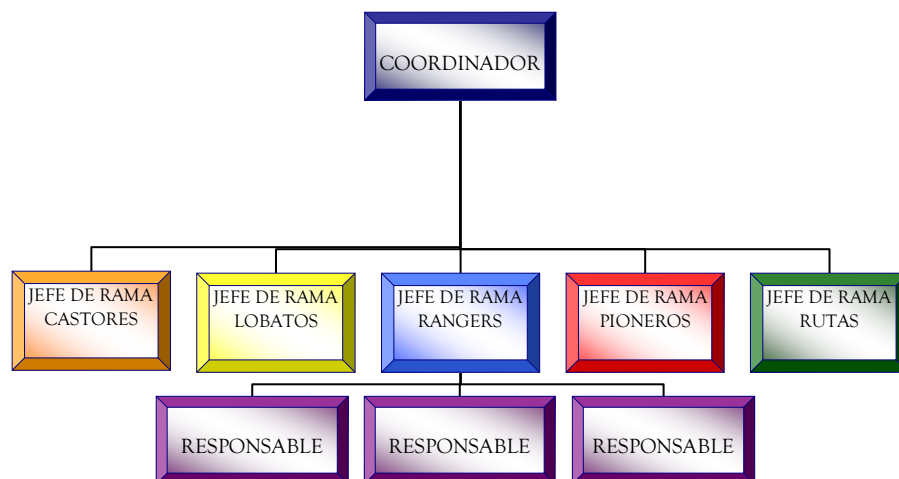 COORDINADOR
JEFE DE RAMA
CASTORES
JEFE DE RAMA
LOBATOS
JEFE DE RAMA
RANGERS
JEFE DE RAMA
PIONEROS
JEFE DE RAMA
RUTAS
RESPONSABLE
RESPONSABLE
RESPONSABLE